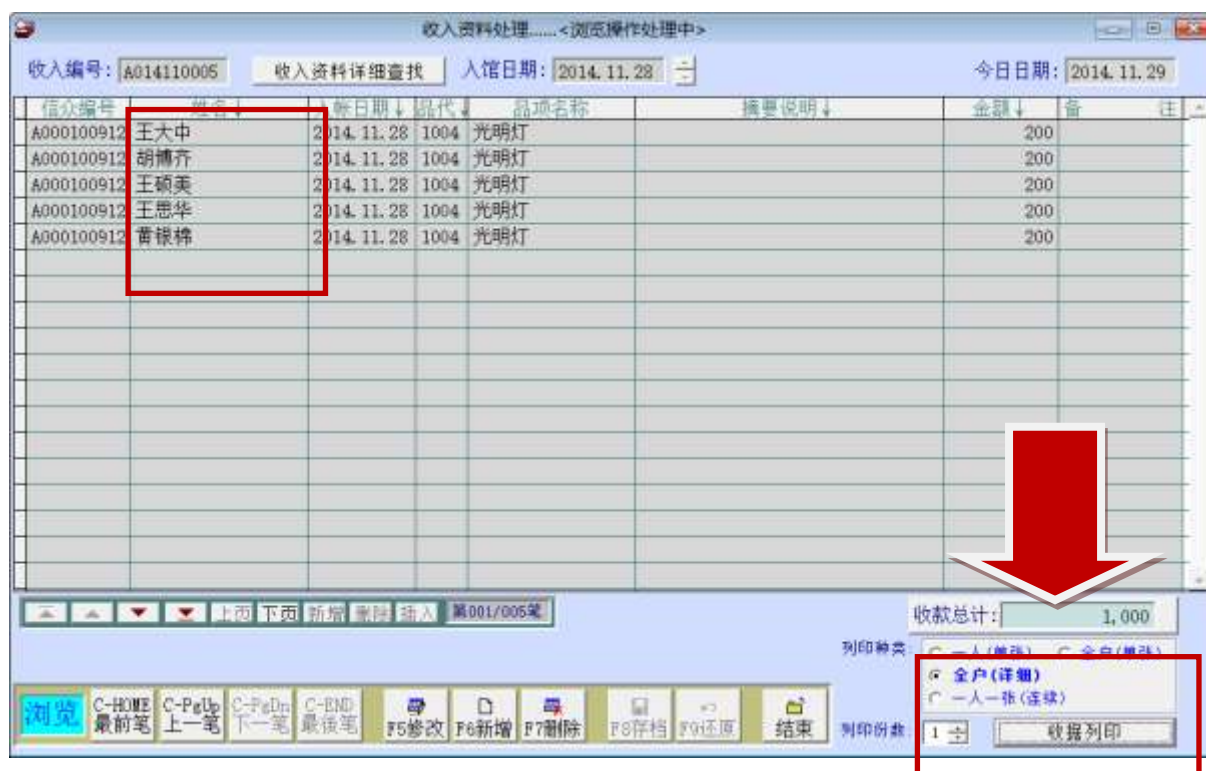 收入资料处理......<浏览操作处理中>
收入编号: A014110005 收入资料详细查找 入馆日期: 2014.11.28 今日日期: 2014.11.29
信众编号 姓名↓ 入帐日期↓ 品代↓ 品项名称 摘要说明↓ 金额↓ 备 注
A000100912 王大中 2014.11.28 1004 光明灯 200
A000100912 胡博齐 2014.11.28 1004 光明灯 200
A000100912 王硕美 2014.11.28 1004 光明灯 200
A000100912 王思华 2014.11.28 1004 光明灯 200
A000100912 黄银棉 2014.11.28 1004 光明灯 200
上页 下页 新增 删除 插入 第001/005笔 收款总计: 1,000
列印种类: 一人(单张) 全户(单张)
全户(详细)
一人一张(连续)
浏览 C-HOME 最前笔 C-PgUp 上一笔 C-PgDn 下一笔 C-END 最后笔 F5修改 F6新增 F7删除 F8存档 F9还原 结束 列印份数: 1 收据列印